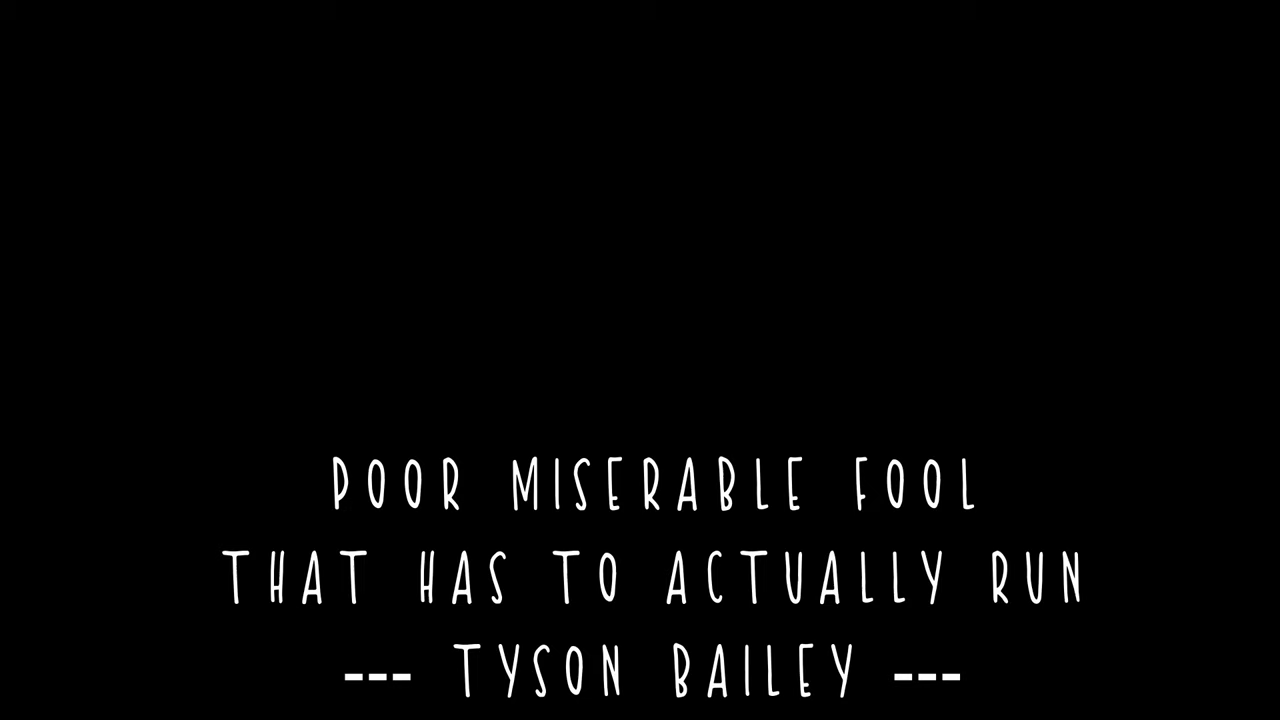 POOR MISERABLE FOOL
THAT HAS TO ACTUALLY RUN
--- TYSON BAILEY ---